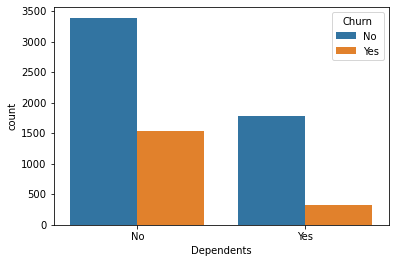 3500
3000
2500
2000
1500
1000
500
0
count
Churn
No
Yes
No
Yes
Dependents